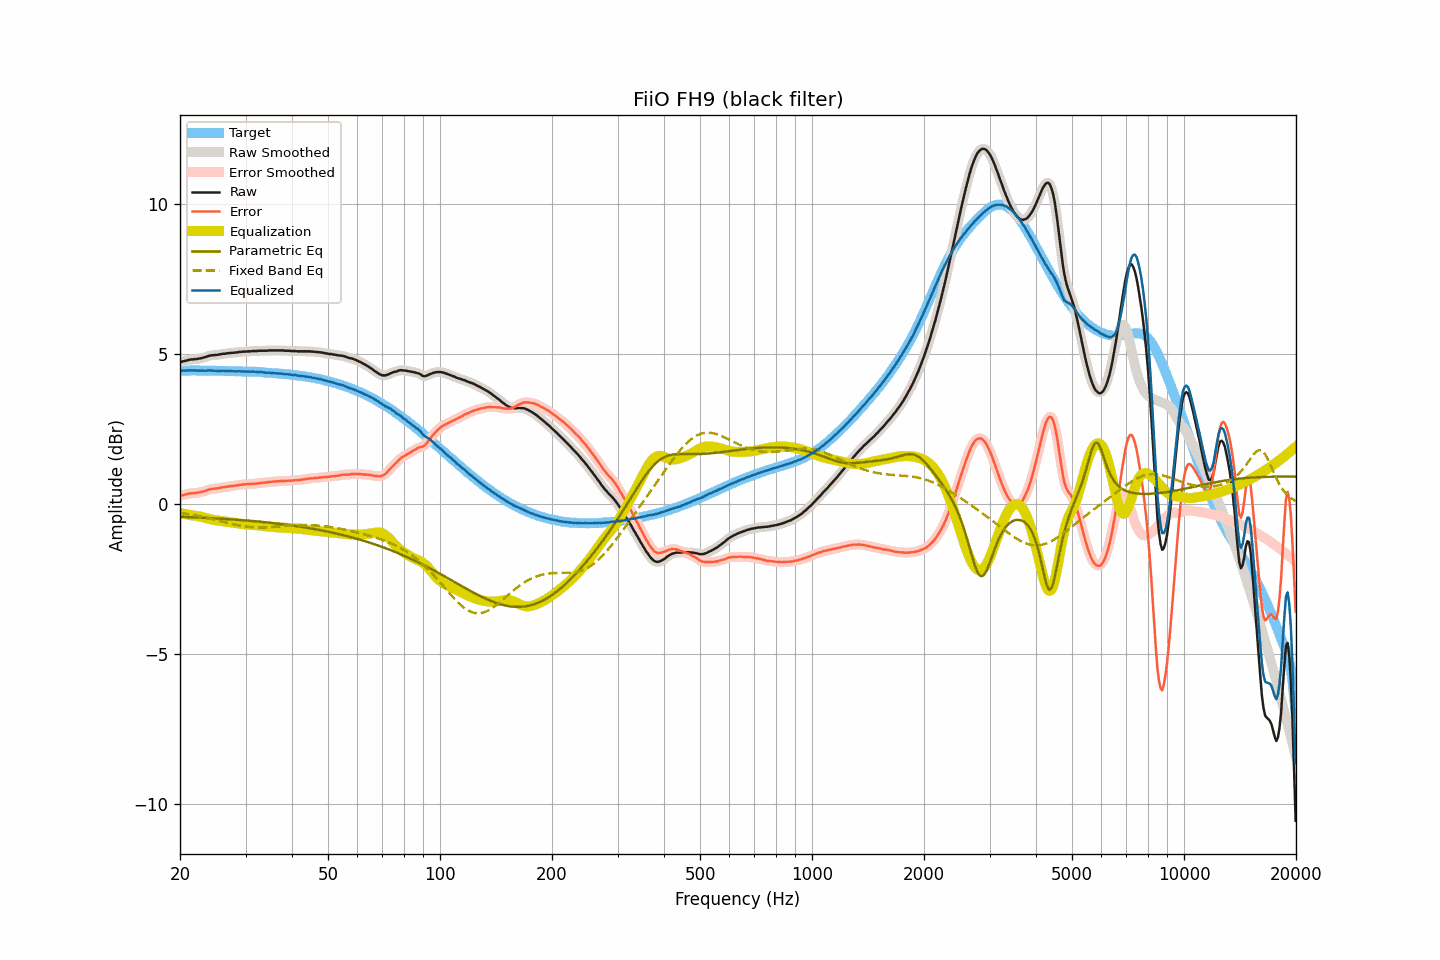 FiiO FH9 (black filter)
Target
Raw Smoothed
Error Smoothed
Raw
Error
Equalization
Parametric Eq
Fixed Band Eq
Equalized
Amplitude (dBr)
10
5
0
−5
−10
20 50 100 200 500 1000 2000 5000 10000 20000
Frequency (Hz)